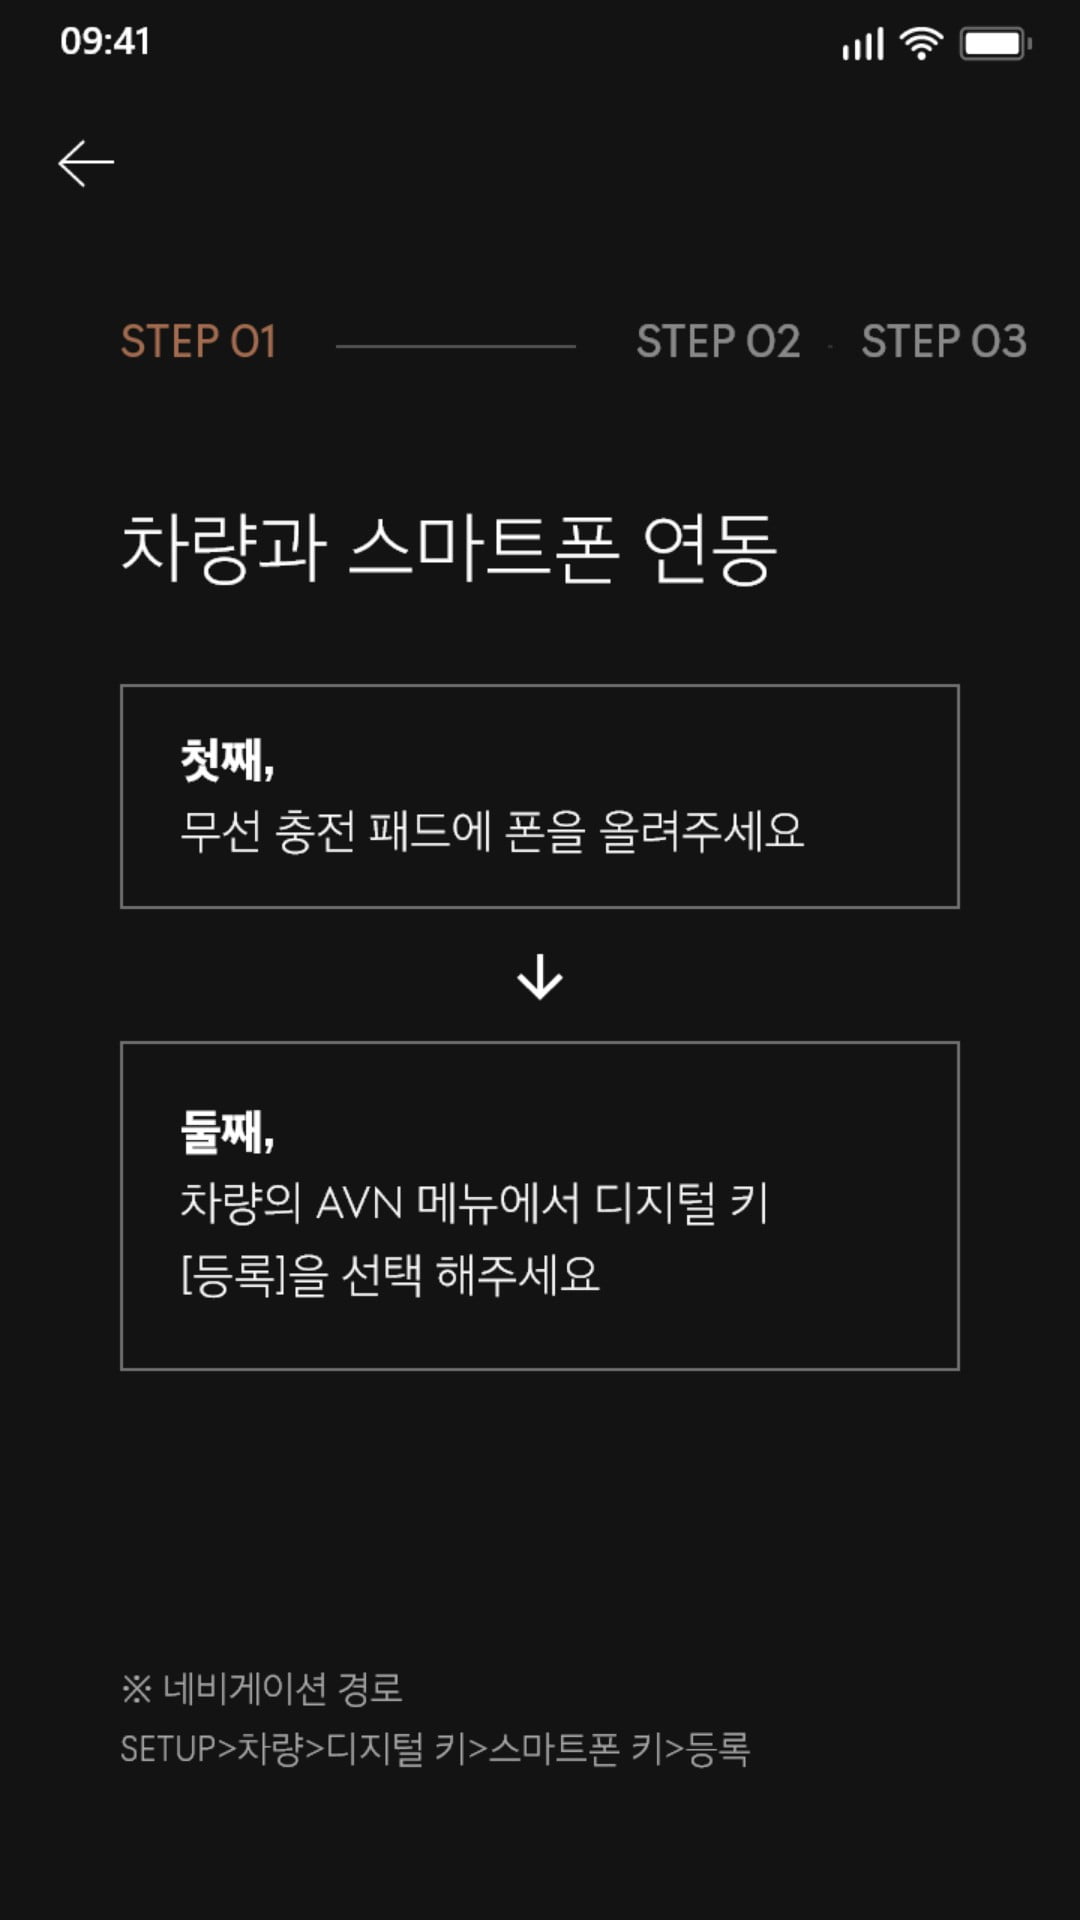 09:41
STEP 01 STEP 02 STEP 03
차량과 스마트폰 연동
첫째,
무선 충전 패드에 폰을 올려주세요
둘째,
차량의 AVN 메뉴에서 디지털 키
[등록]을 선택 해주세요
※ 네비게이션 경로
SETUP>차량>디지털 키>스마트폰 키>등록